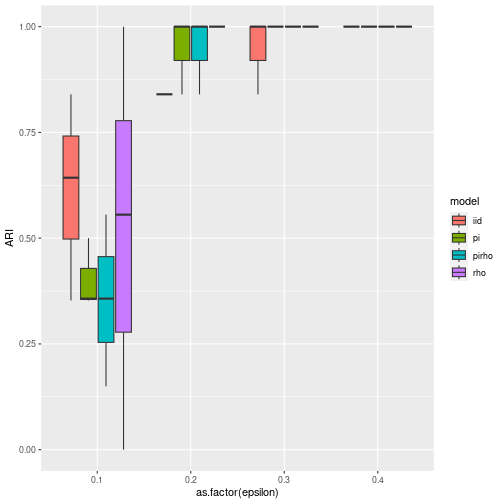 1.00
0.75
0.50
0.25
0.00
ARI
0.1 0.2 0.3 0.4
as.factor(epsilon)
model
iid
pi
pirho
rho